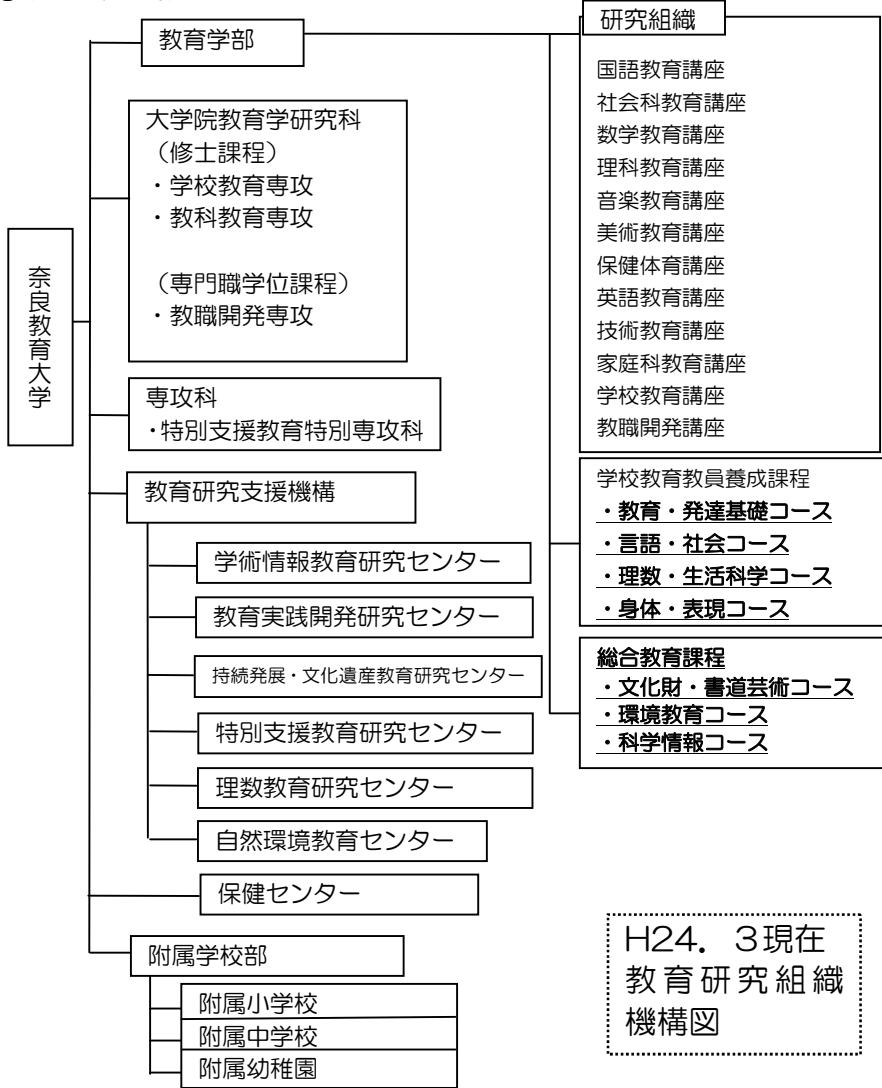 奈良教育大学
教育学部
大学院教育学研究科
（修士課程）
・学校教育専攻
・教科教育専攻
（専門職学位課程）
・教職開発専攻
専攻科
・特別支援教育特別専攻科
教育研究支援機構
学術情報教育研究センター
教育実践開発研究センター
持続発展・文化遺産教育研究センター
特別支援教育研究センター
理数教育研究センター
自然環境教育センター
保健センター
附属学校部
附属小学校
附属中学校
附属幼稚園
研究組織
国語教育講座
社会科教育講座
数学教育講座
理科教育講座
音楽教育講座
美術教育講座
保健体育講座
英語教育講座
技術教育講座
家庭科教育講座
学校教育講座
教職開発講座
学校教育教員養成課程
・教育・発達基礎コース
・言語・社会コース
・理数・生活科学コース
・身体・表現コース
総合教育課程
・文化財・書道芸術コース
・環境教育コース
・科学情報コース
H24．3現在
教育研究組織
機構図